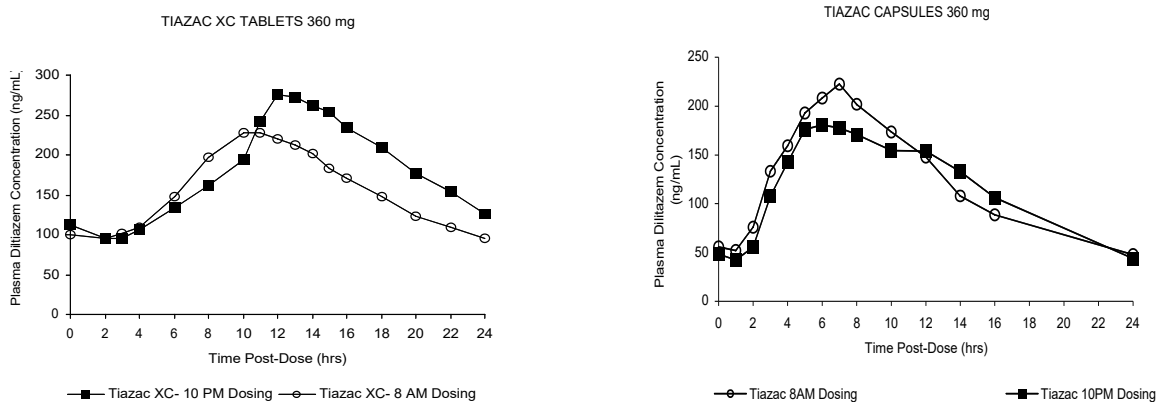 TIAZAC XC TABLETS 360 mg
Plasma Diltiazem Concentration (ng/mL)
300
250
200
150
100
50
0
0 2 4 6 8 10 12 14 16 18 20 22 24
Time Post-Dose (hrs)
Tiazac XC- 10 PM Dosing Tiazac XC- 8 AM Dosing
TIAZAC CAPSULES 360 mg
Plasma Dilitazem Concentration
(ng/mL)
250
200
150
100
50
0
0 2 4 6 8 10 12 14 16 18 20 22 24
Time Post-Dose (hrs)
Tiazac 8AM Dosing Tiazac 10PM Dosing